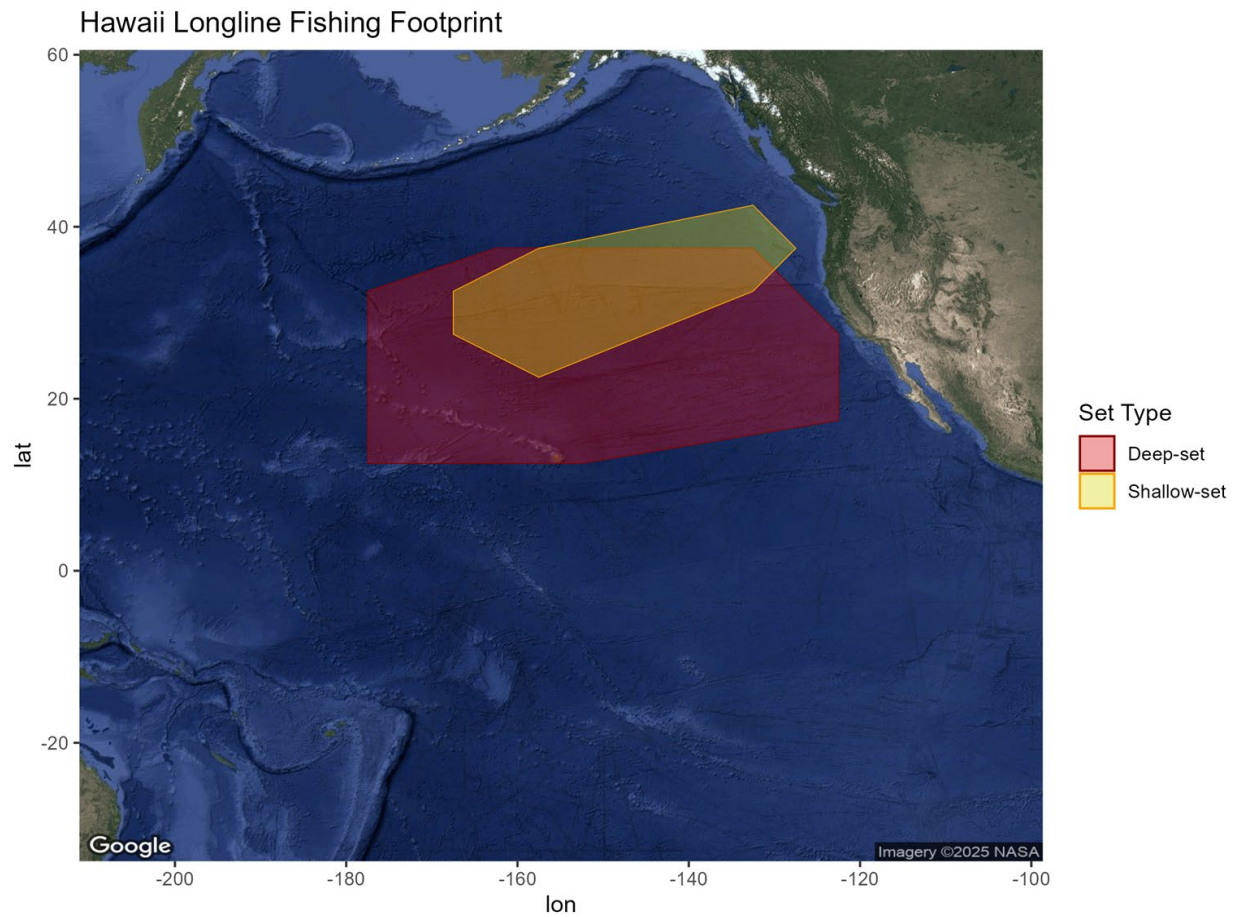 Hawaii Longline Fishing Footprint
60
40
20
0
-20
lat
-200
-180
-160
-140
-120
-100
lon
Set Type
Deep-set
Shallow-set
Google
Imagery ©2025 NASA